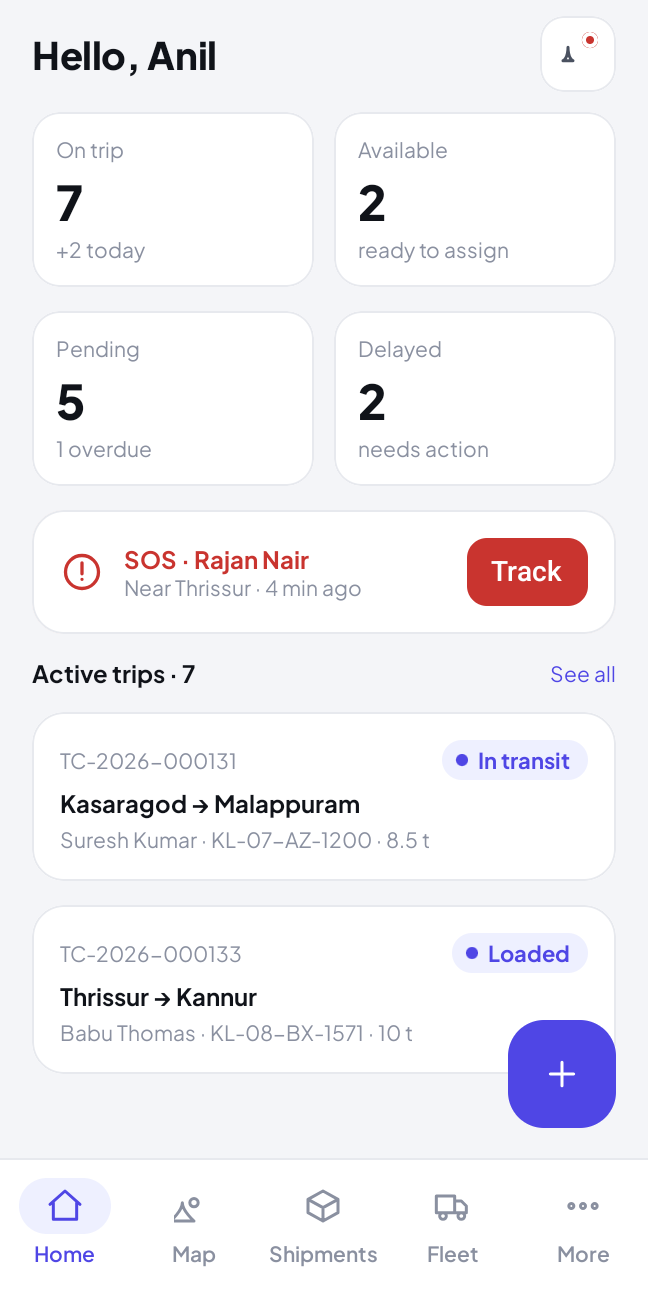 Hello, Anil
On trip
7
+2 today
Available
2
ready to assign
Pending
5
1 overdue
Delayed
2
needs action
SOS · Rajan Nair
Near Thrissur · 4 min ago
Track
Active trips · 7
See all
TC-2026-000131
In transit
Kasaragod → Malappuram
Suresh Kumar · KL-07-AZ-1200 · 8.5 t
TC-2026-000133
Loaded
Thrissur → Kannur
Babu Thomas · KL-08-BX-1571 · 10 t
Home
Map
Shipments
Fleet
More